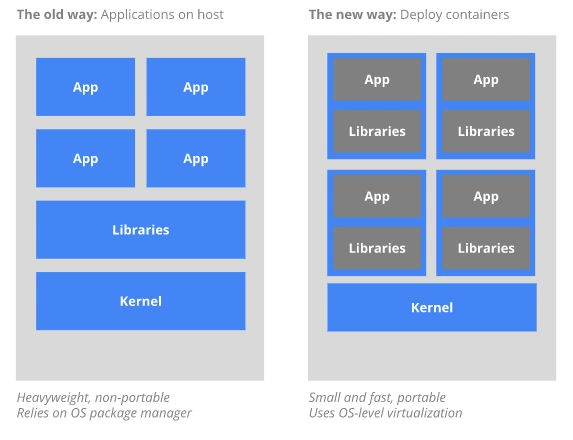 The old way: Applications on host
App App
App App
Libraries
Kernel
Heavyweight, non-portable
Relies on OS package manager
The new way: Deploy containers
App App
Libraries Libraries
App App
Libraries Libraries
Kernel
Small and fast, portable
Uses OS-level virtualization